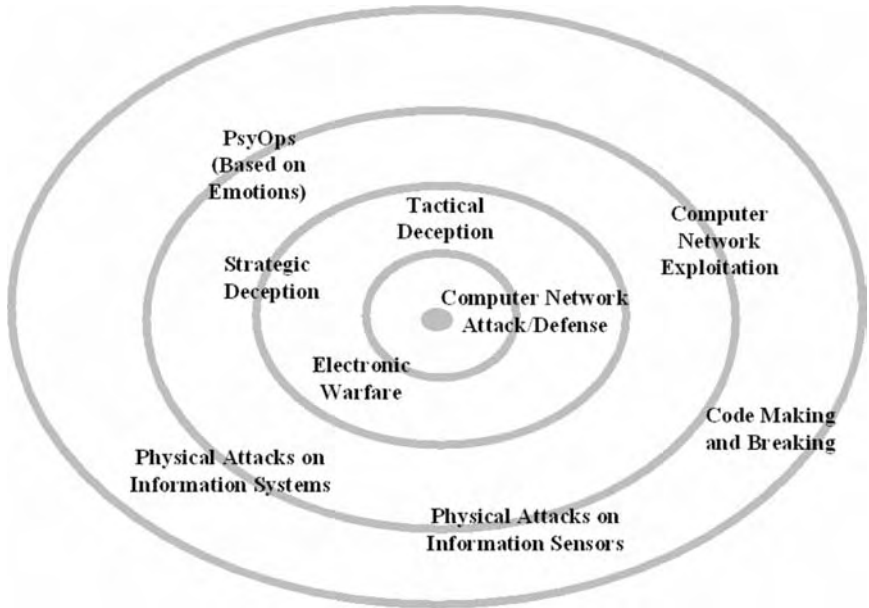 PsyOps
(Based on
Emotions)
Tactical
Deception
Computer
Network
Exploitation
Strategic
Deception
Computer Network
Attack/Defense
Electronic
Warfare
Code Making
and Breaking
Physical Attacks on
Information Systems
Physical Attacks on
Information Sensors